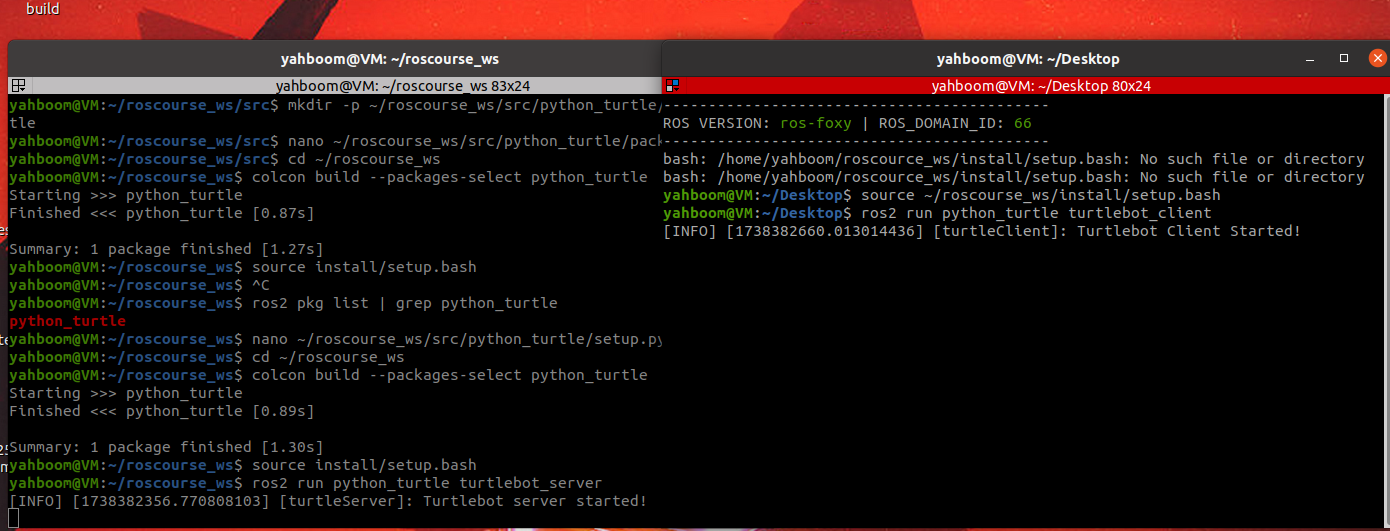 build
yahboom@VM: ~/roscourse_ws
yahboom@VM: ~/roscourse_ws 83x24
yahboom@VM:~/roscourse_ws/src$ mkdir -p ~/roscourse_ws/src/python_turtle/
tle
yahboom@VM:~/roscourse_ws/src$ nano ~/roscourse_ws/src/python_turtle/pack
yahboom@VM:~/roscourse_ws/src$ cd ~/roscourse_ws
yahboom@VM:~/roscourse_ws$ colcon build --packages-select python_turtle
Starting >>> python_turtle
Finished <<< python_turtle [0.87s]
Summary: 1 package finished [1.27s]
yahboom@VM:~/roscourse_ws$ source install/setup.bash
yahboom@VM:~/roscourse_ws$ ^C
yahboom@VM:~/roscourse_ws$ ros2 pkg list | grep python_turtle
python_turtle
yahboom@VM:~/roscourse_ws$ nano ~/roscourse_ws/src/python_turtle/setup.py
yahboom@VM:~/roscourse_ws$ cd ~/roscourse_ws
yahboom@VM:~/roscourse_ws$ colcon build --packages-select python_turtle
Starting >>> python_turtle
Finished <<< python_turtle [0.89s]
Summary: 1 package finished [1.30s]
yahboom@VM:~/roscourse_ws$ source install/setup.bash
yahboom@VM:~/roscourse_ws$ ros2 run python_turtle turtlebot_server
[INFO] [1738382356.770808103] [turtleServer]: Turtlebot server started!
yahboom@VM: ~/Desktop
yahboom@VM: ~/Desktop 80x24
-------------------------------------------
ROS VERSION: ros-foxy | ROS_DOMAIN_ID: 66
-------------------------------------------
bash: /home/yahboom/roscource_ws/install/setup.bash: No such file or directory
bash: /home/yahboom/roscource_ws/install/setup.bash: No such file or directory
yahboom@VM:~/Desktop$ source ~/roscourse_ws/install/setup.bash
yahboom@VM:~/Desktop$ ros2 run python_turtle turtlebot_client
[INFO] [1738382660.013014436] [turtleClient]: Turtlebot Client Started!